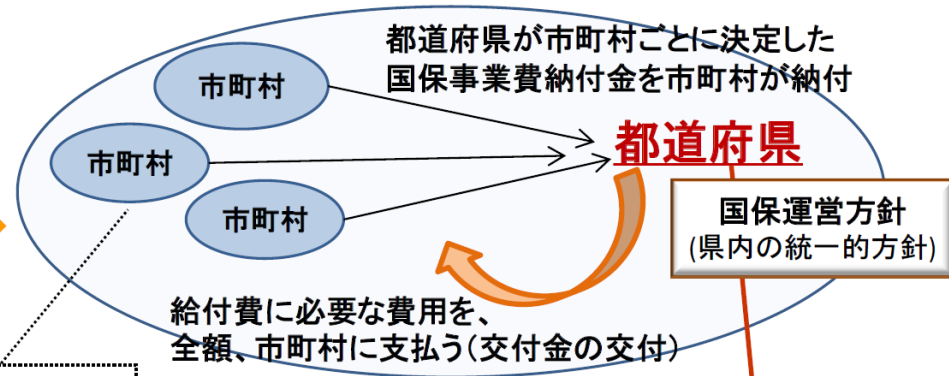 都道府県が市町村ごとに決定した
国保事業費納付金を市町村が納付
市町村
市町村
市町村
都道府県
国保運営方針
(県内の統一的方針)
給付費に必要な費用を、
全額、市町村に支払う(交付金の交付)